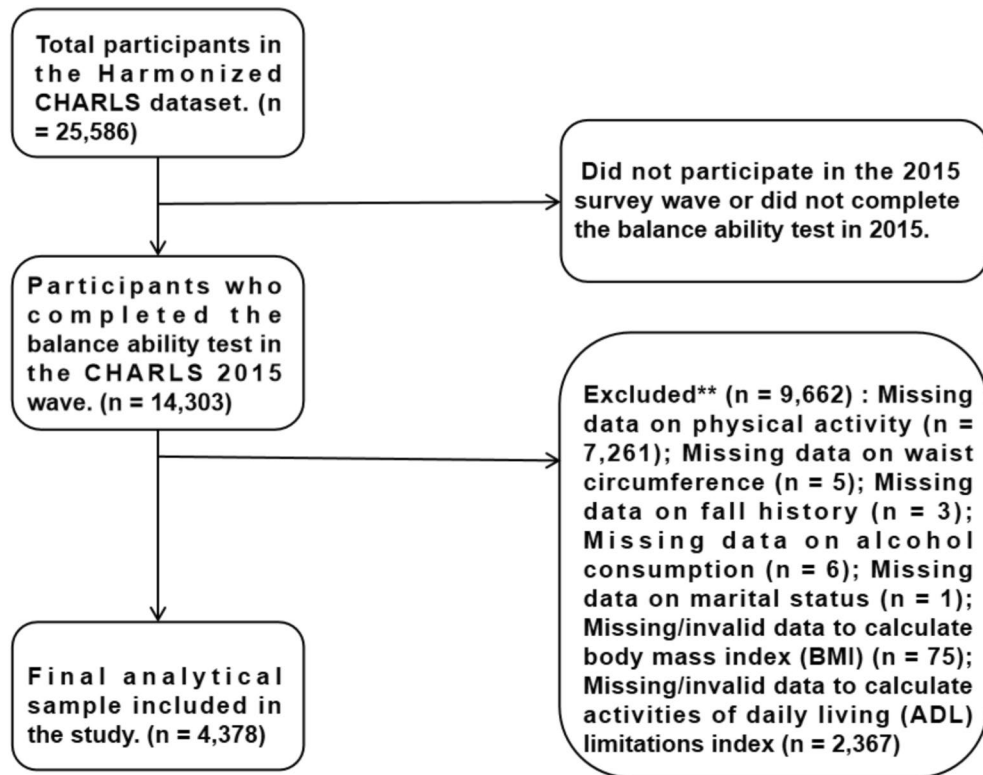 Total participants in
the Harmonized
CHARLS dataset. (n
= 25,586)
Did not participate in the 2015
survey wave or did not complete
the balance ability test in 2015.
Participants who
completed the
balance ability test in
the CHARLS 2015
wave. (n = 14,303)
Excluded** (n = 9,662) : Missing
data on physical activity (n =
7,261); Missing data on waist
circumference (n = 5); Missing
data on fall history (n = 3);
Missing data on alcohol
consumption (n = 6); Missing
data on marital status (n = 1);
Missing/invalid data to calculate
body mass index (BMI) (n = 75);
Missing/invalid data to calculate
activities of daily living (ADL)
limitations index (n = 2,367)
Final analytical
sample included in
the study. (n = 4,378)